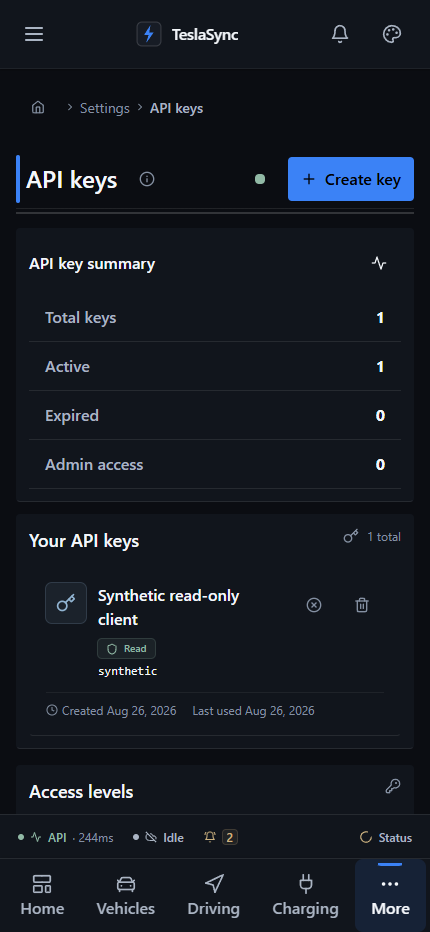 TeslaSync
Settings
API keys
API keys
Create key
API key summary
Total keys 1
Active 1
Expired 0
Admin access 0
Your API keys
1 total
Synthetic read-only
client
Read
synthetic
Created Aug 26, 2026 Last used Aug 26, 2026
Access levels
API · 244ms Idle 2 Status
Home Vehicles Driving Charging More